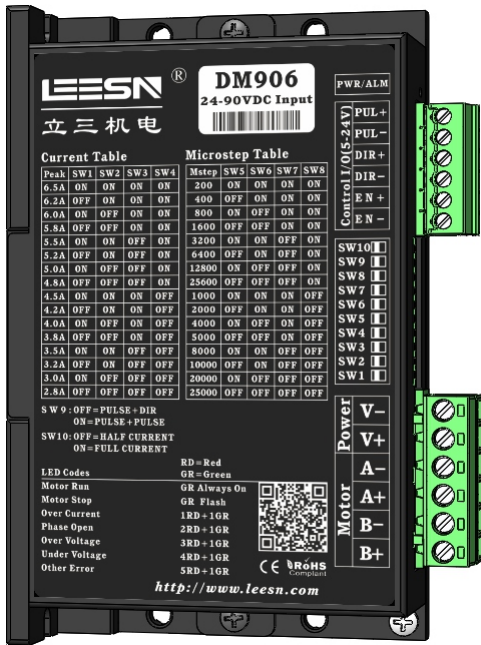 LEESN ®
立三机电
DM906
24-90VDC Input
PWR/ALM
Control I/0(5-24V)
PUL+
PUL-
DIR+
DIR-
EN+
EN-
Current Table
Peak SW1 SW2 SW3 SW4
6.5A ON ON ON ON
6.2A OFF ON ON ON
6.0A ON OFF ON ON
5.8A OFF OFF ON ON
5.5A ON ON OFF ON
5.2A OFF ON OFF ON
5.0A ON OFF OFF ON
4.8A OFF OFF OFF ON
4.5A ON ON ON OFF
4.2A OFF ON ON OFF
4.0A ON OFF ON OFF
3.8A OFF OFF ON OFF
3.5A ON ON OFF OFF
3.2A OFF ON OFF OFF
3.0A ON OFF OFF OFF
2.8A OFF OFF OFF OFF
Microstep Table
Mstep SW5 SW6 SW7 SW8
200 ON ON ON ON
400 OFF ON ON ON
800 ON OFF ON ON
1600 OFF OFF ON ON
3200 ON ON OFF ON
6400 OFF ON OFF ON
12800 ON OFF OFF ON
25600 OFF OFF OFF ON
1000 ON ON ON OFF
2000 OFF ON ON OFF
4000 ON OFF ON OFF
5000 OFF OFF ON OFF
8000 ON ON OFF OFF
10000 OFF ON OFF OFF
20000 ON OFF OFF OFF
25000 OFF OFF OFF OFF
SW10
SW9
SW8
SW7
SW6
SW5
SW4
SW3
SW2
SW1
SW9:OFF=PULSE+DIR
ON=PULSE+PULSE
SW10:OFF=HALF CURRENT
ON=FULL CURRENT
Power
V-
V+
Motor
A-
A+
B-
B+
RD=Red
LED Codes GR=Green
Motor Run GR Always On
Motor Stop GR Flash
Over Current 1RD+1GR
Phase Open 2RD+1GR
Over Voltage 3RD+1GR
Under Voltage 4RD+1GR
Other Error 5RD+1GR
CE RoHS
Compliant
http://www.leesn.com